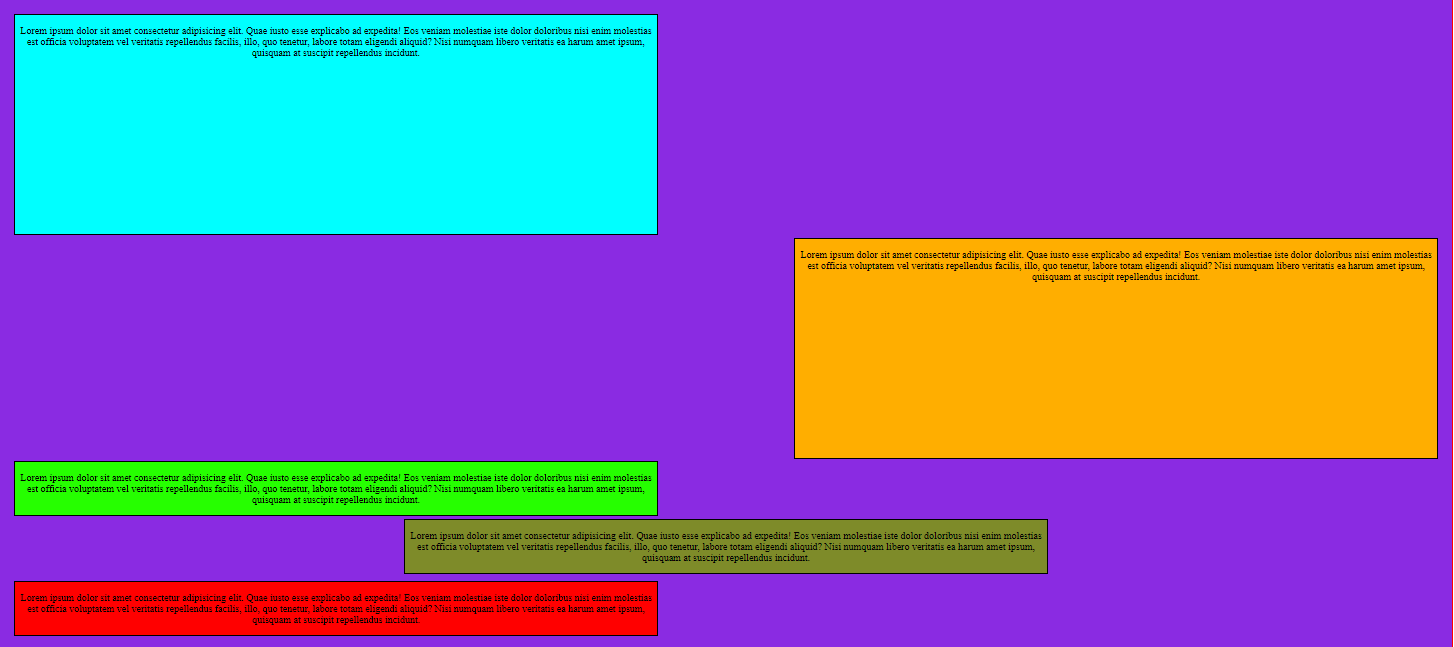 Lorem ipsum dolor sit amet consectetur adipisicing elit. Quae iusto esse explicabo ad expedita! Eos veniam molestiae iste dolor doloribus nisi enim molestias
est officia voluptatem vel veritatis repellendus facilis, illo, quo tenetur, labore totam eligendi aliquid? Nisi numquam libero veritatis ea harum amet ipsum,
quisquam at suscipit repellendus incidunt.
Lorem ipsum dolor sit amet consectetur adipisicing elit. Quae iusto esse explicabo ad expedita! Eos veniam molestiae iste dolor doloribus nisi enim molestias
est officia voluptatem vel veritatis repellendus facilis, illo, quo tenetur, labore totam eligendi aliquid? Nisi numquam libero veritatis ea harum amet ipsum,
quisquam at suscipit repellendus incidunt.
Lorem ipsum dolor sit amet consectetur adipisicing elit. Quae iusto esse explicabo ad expedita! Eos veniam molestiae iste dolor doloribus nisi enim molestias
est officia voluptatem vel veritatis repellendus facilis, illo, quo tenetur, labore totam eligendi aliquid? Nisi numquam libero veritatis ea harum amet ipsum,
quisquam at suscipit repellendus incidunt.
Lorem ipsum dolor sit amet consectetur adipisicing elit. Quae iusto esse explicabo ad expedita! Eos veniam molestiae iste dolor doloribus nisi enim molestias
est officia voluptatem vel veritatis repellendus facilis, illo, quo tenetur, labore totam eligendi aliquid? Nisi numquam libero veritatis ea harum amet ipsum,
quisquam at suscipit repellendus incidunt.
Lorem ipsum dolor sit amet consectetur adipisicing elit. Quae iusto esse explicabo ad expedita! Eos veniam molestiae iste dolor doloribus nisi enim molestias
est officia voluptatem vel veritatis repellendus facilis, illo, quo tenetur, labore totam eligendi aliquid? Nisi numquam libero veritatis ea harum amet ipsum,
quisquam at suscipit repellendus incidunt.